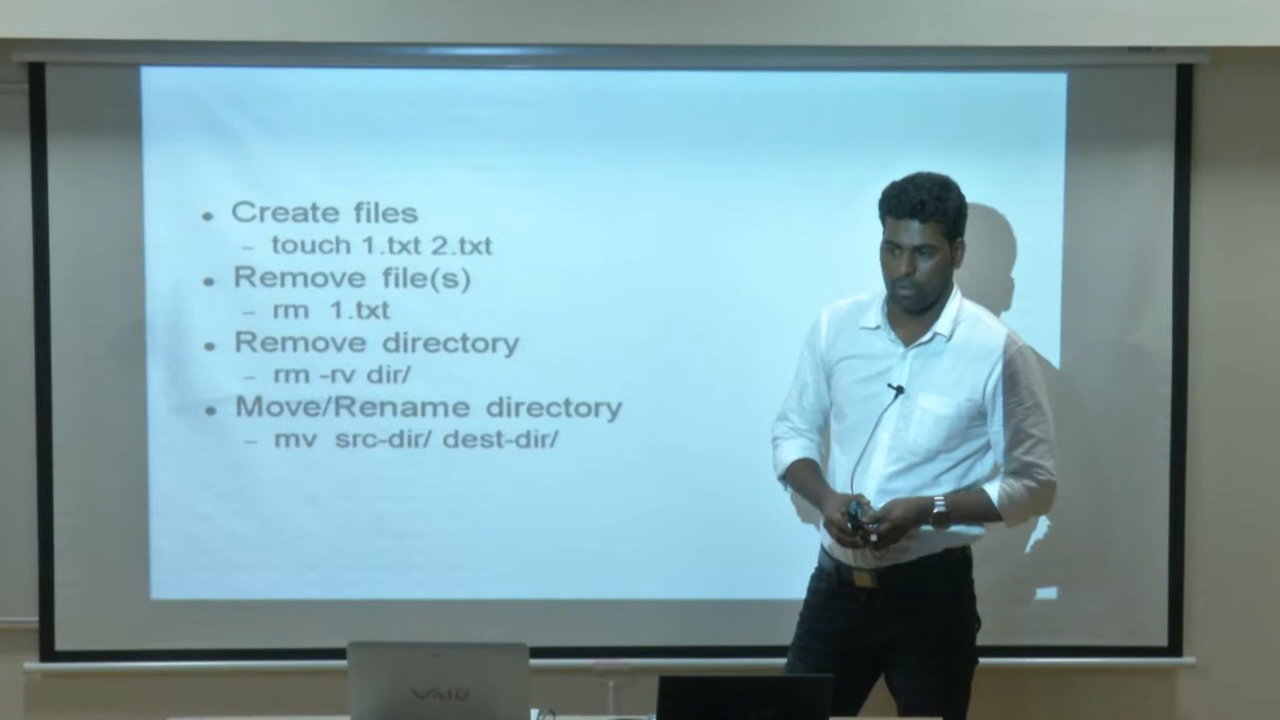 • Create files
– touch 1.txt 2.txt
• Remove file(s)
– rm 1.txt
• Remove directory
– rm -rv dir/
• Move/Rename directory
– mv src-dir/ dest-dir/
VAIO